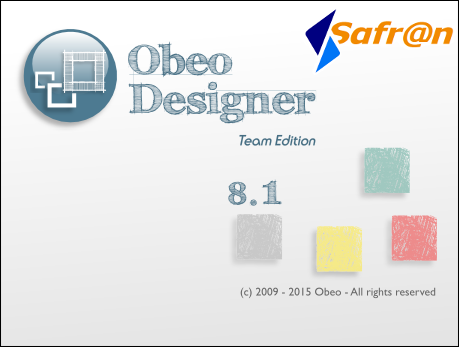 Safr@n
Obeo
Designer
Team Edition
8.1
(c) 2009 - 2015 Obeo - All rights reserved